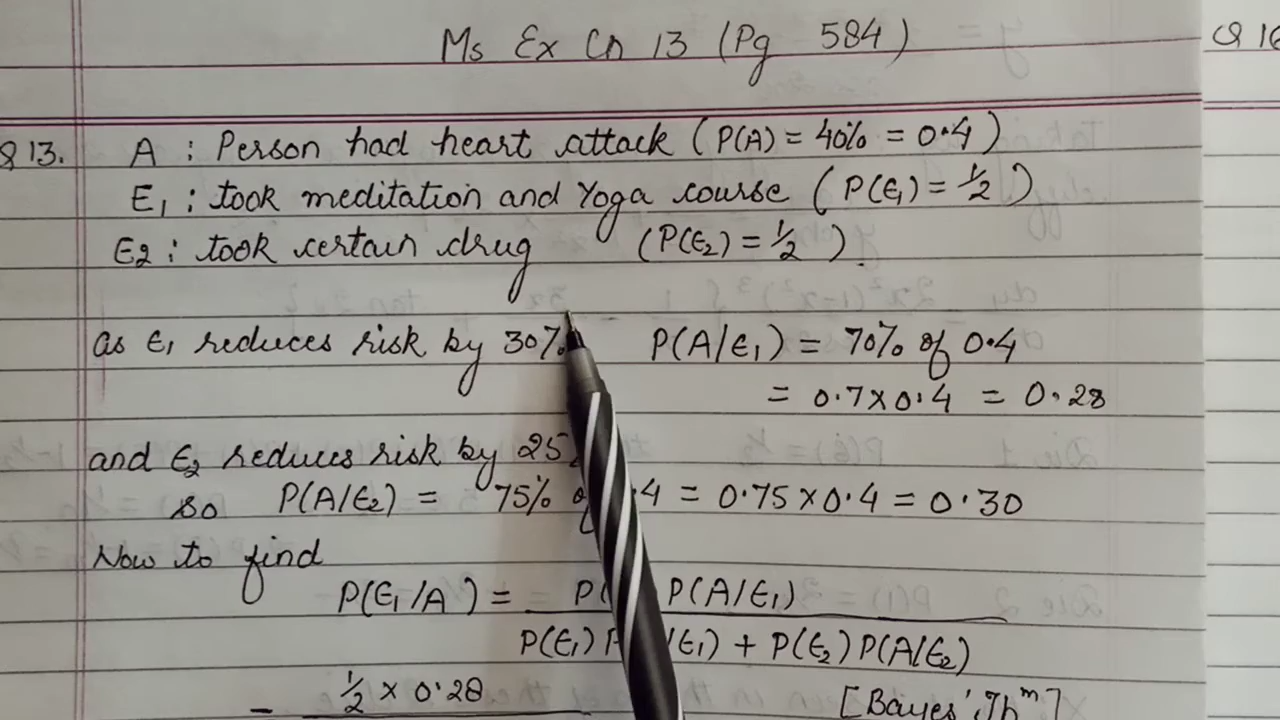 Ms Ex Ch 13 (Pg 584)
Q 16
Q 13. A : Person had heart attack (P(A) = 40% = 0.4)
E₁ : took meditation and Yoga course (P(E₁) = 1/2)
E2 : took certain drug (P(E₂) = 1/2).
as E₁ reduces risk by 30% P(A/E₁) = 70% of 0.4
= 0.7×0.4 = 0.28
and E₂ reduces risk by 25
so P(A/E₂) = 75% .4 = 0.75×0.4 = 0.30
Now to find
P(E₁/A) = P( P(A/E₁)
P(E₁) P /E₁) + P(E₂) P(A/E₂)
1/2 × 0.28
[Bayes' Thᵐ]